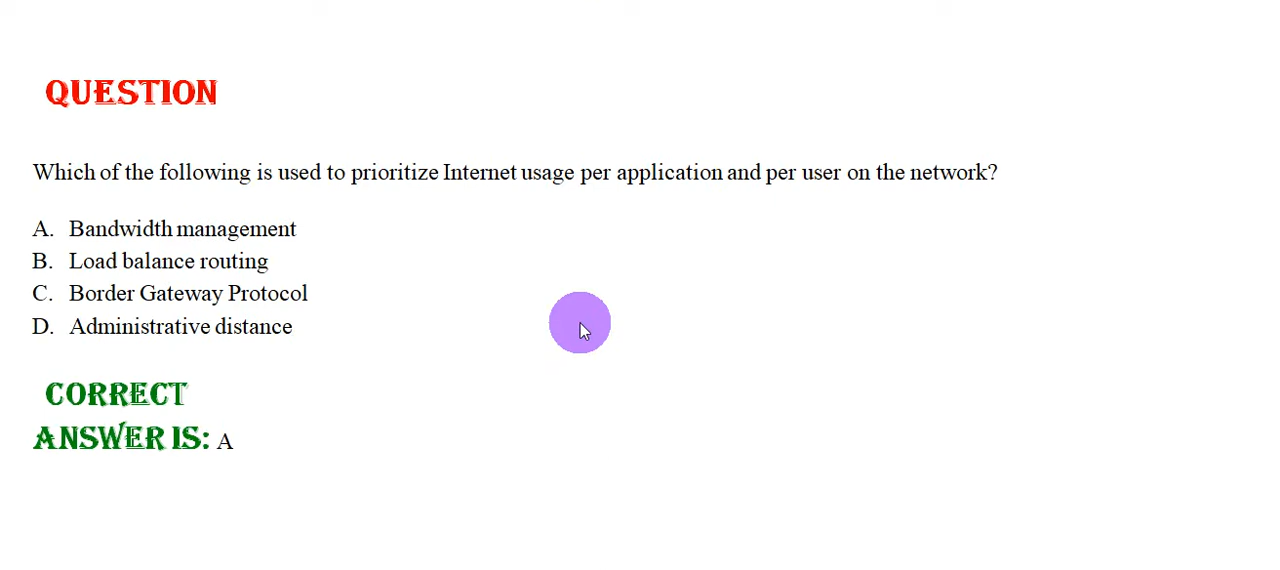 QUESTION
Which of the following is used to prioritize Internet usage per application and per user on the network?
A. Bandwidth management
B. Load balance routing
C. Border Gateway Protocol
D. Administrative distance
CORRECT
ANSWER IS: A